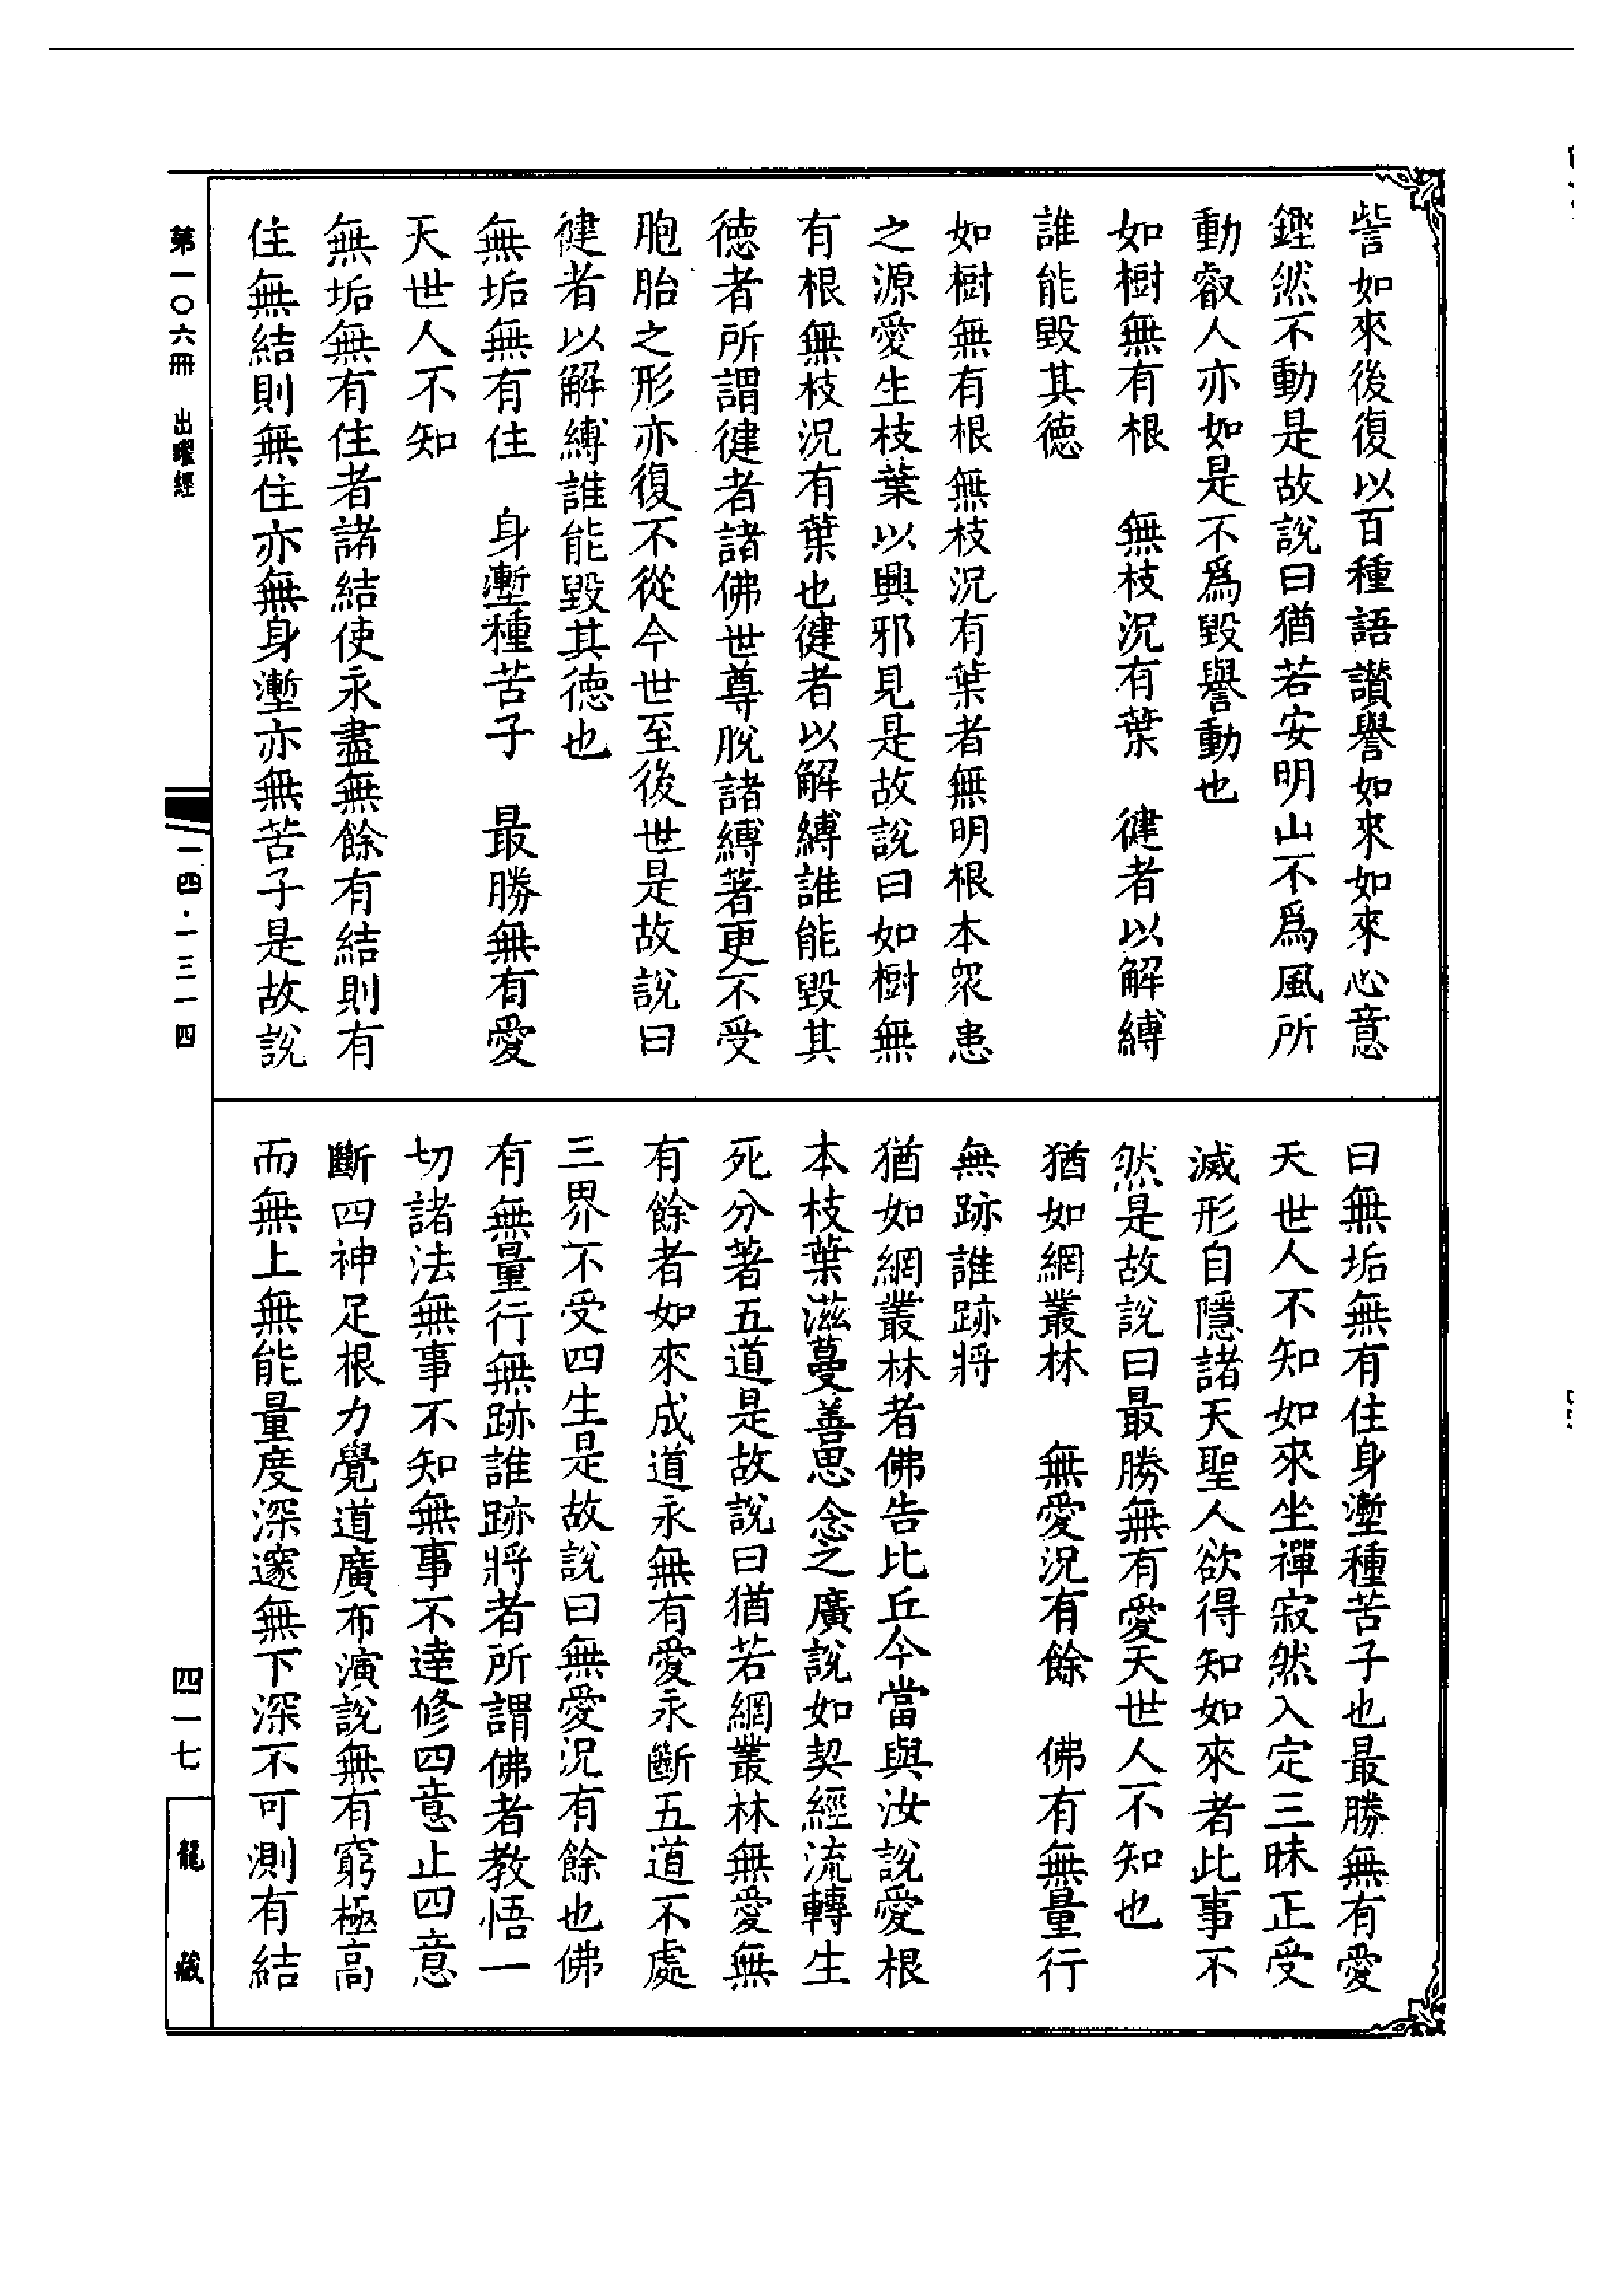 訾如來後復以百種語讃譽如來如來心意
鏗然不動是故說曰猶若安明山不爲風所
動叡人亦如是不爲毀譽動也
如樹無有根　無枝況有葉　健者以解縛
誰能毀其德
如樹無有根無枝況有葉者無明根本衆患
之源愛生枝葉以興邪見是故說曰如樹無
有根無枝況有葉也健者以解縛誰能毀其
德者所謂健者諸佛世尊脫諸縛著更不受
胞胎之形亦復不從今世至後世是故說曰
健者以解縛誰能毀其德也
無垢無有住　身壍種苦子　最勝無有愛
天世人不知
無垢無有住者諸結使永盡無餘有結則有
住無結則無住亦無身壍亦無苦子是故說
曰無垢無有住身壍種苦子也最勝無有愛
天世人不知如來坐禪寂然入定三昧正受
滅形自隱諸天聖人欲得知如來者此事不
然是故說曰最勝無有愛天世人不知也
猶如網叢林　無愛況有餘　佛有無量行
無跡誰跡將
猶如網叢林者佛告比丘今當與汝說愛根
本枝葉滋蔓善思念之廣說如契經流轉生
死分著五道是故說曰猶若網叢林無愛無
有餘者如來成道永無有愛永斷五道不處
三界不受四生是故說曰無愛況有餘也佛
有無量行無跡誰跡將者所謂佛者教悟一
切諸法無事不知無事不達修四意止四意
斷四神足根力覺道廣布演說無有窮極高
而無上無能量度深邃無下深不可測有結
第一〇六冊　出曜經
一四·一三一四
四一七
龍藏